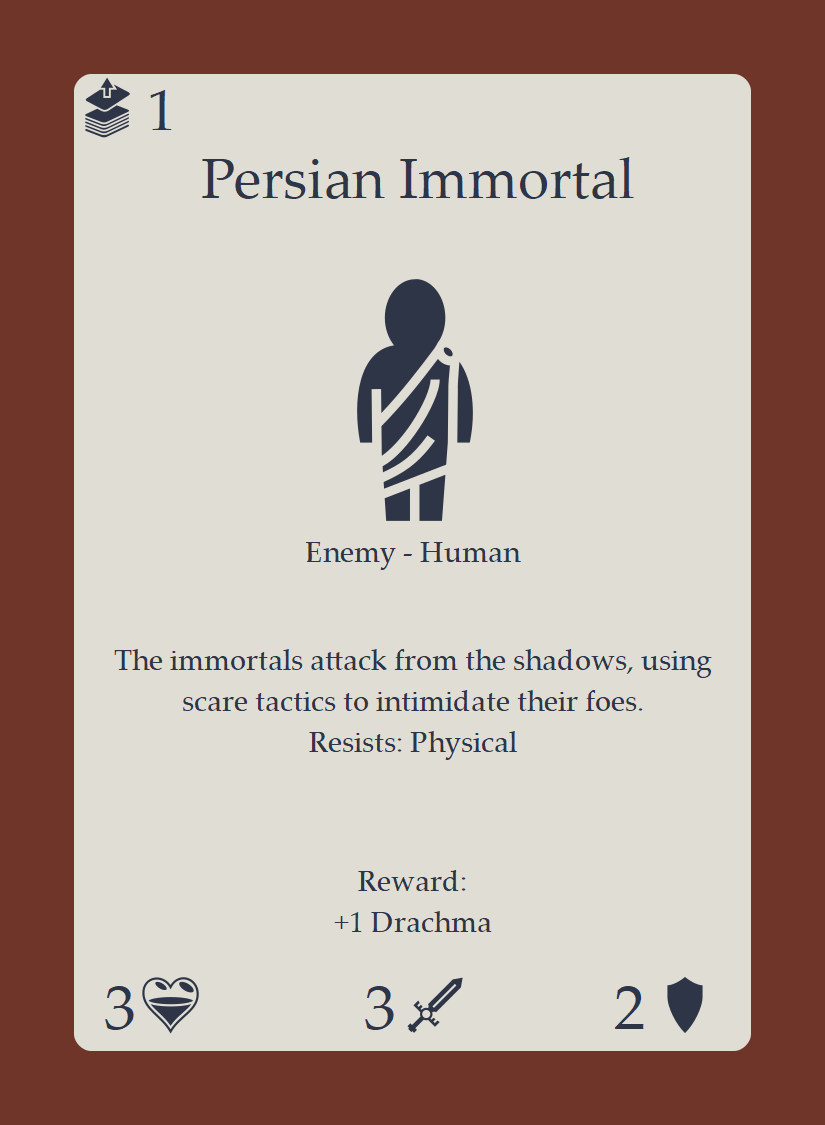 1
Persian Immortal
Enemy - Human
The immortals attack from the shadows, using
scare tactics to intimidate their foes.
Resists: Physical
Reward:
+1 Drachma
3 3 2